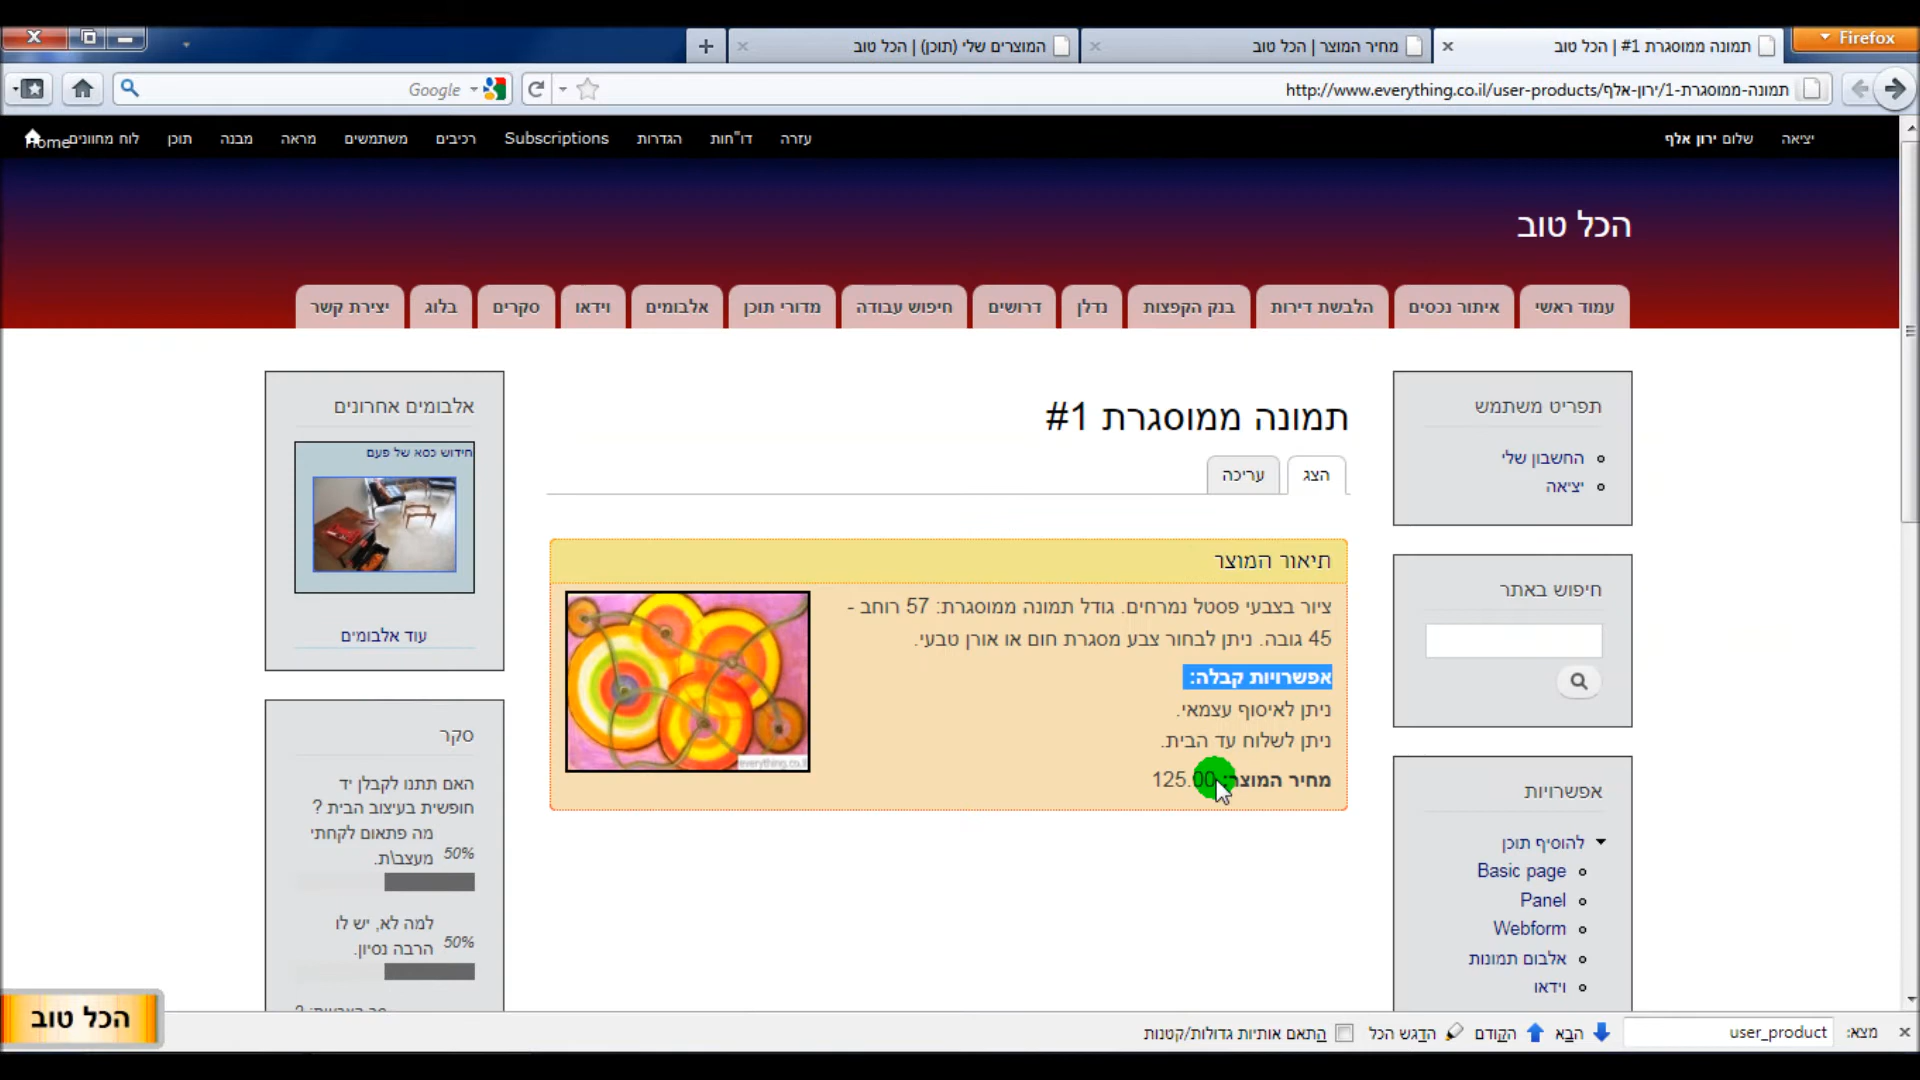 Firefox
תמונה ממוסגרת 1# | הכל טוב
מחיר המוצר | הכל טוב
המוצרים שלי (תוכן) | הכל טוב
http://www.everything.co.il/user-products/תמונה-ממוסגרת-1/ירון-אלף
Google
יציאה
שלום ירון אלף
Home
לוח מחוונים
תוכן
מבנה
מראה
משתמשים
רכיבים
Subscriptions
הגדרות
דו"חות
עזרה
הכל טוב
עמוד ראשי
איתור נכסים
הלבשת דירות
בנק הקפצות
נדלן
דרושים
חיפוש עבודה
מדורי תוכן
אלבומים
וידאו
סקרים
בלוג
יצירת קשר
תפריט משתמש
החשבון שלי
יציאה
חיפוש באתר
אפשרויות
להוסיף תוכן
Basic page
Panel
Webform
אלבום תמונות
וידאו
תמונה ממוסגרת 1#
הצג
עריכה
תיאור המוצר
ציור בצבעי פסטל נמרחים. גודל תמונה ממוסגרת: 57 רוחב -
45 גובה. ניתן לבחור צבע מסגרת חום או אורן טבעי.
אפשרויות קבלה:
ניתן לאיסוף עצמאי.
ניתן לשלוח עד הבית.
מחיר המוצר: 125.00
everything.co.il
אלבומים אחרונים
חידוש כסא של פעם
עוד אלבומים
סקר
האם תתנו לקבלן יד
חופשית בעיצוב הבית ?
מה פתאום לקחתי
מעצב\ת.
50%
למה לא, יש לו
הרבה נסיון.
50%
הכל טוב
מצא:
user_product
הבא
הקודם
הדגש הכל
התאם אותיות גדולות/קטנות